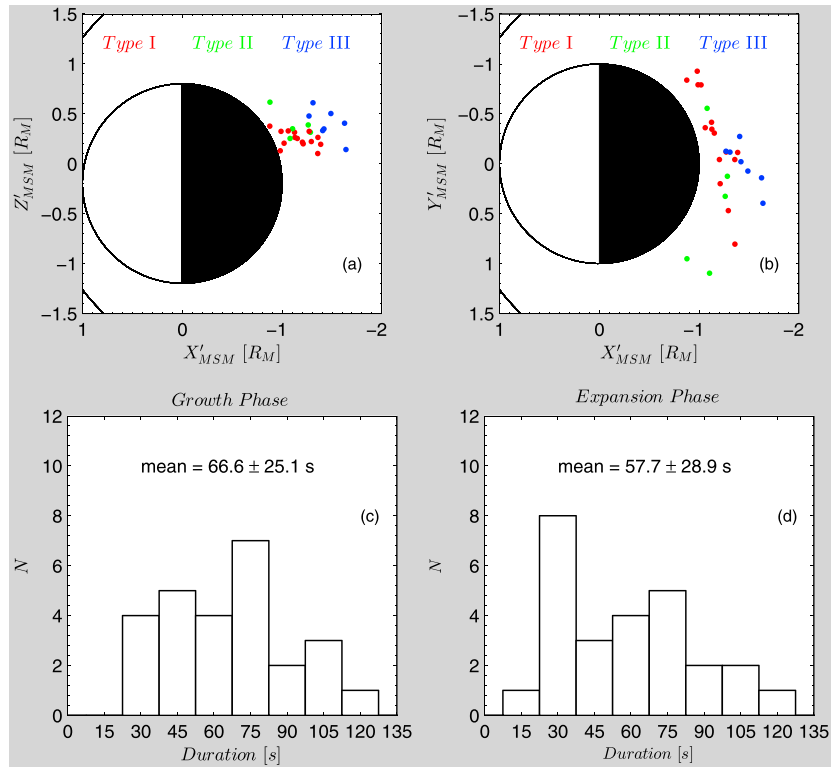 Type I Type II Type III
1.5
1
0.5
0
−0.5
−1
−1.5
Z′MSM [RM]
(a)
1 0 −1 −2
X′MSM [RM]
Type I Type II Type III
−1.5
−1
−0.5
0
0.5
1
1.5
Y′MSM [RM]
(b)
1 0 −1 −2
X′MSM [RM]
Growth Phase
mean = 66.6 ± 25.1 s
(c)
12
10
8
6
4
2
0
N
0 15 30 45 60 75 90 105 120 135
Duration [s]
Expansion Phase
mean = 57.7 ± 28.9 s
(d)
12
10
8
6
4
2
0
N
0 15 30 45 60 75 90 105 120 135
Duration [s]